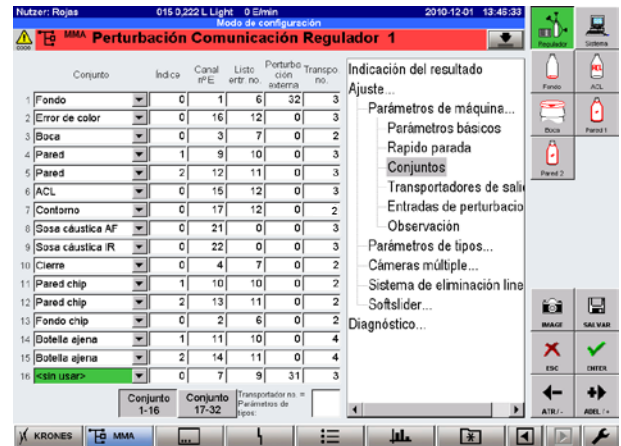 Nutzer: Rojas 015 0,222 L Light 0 E/min 2010-12-01 13:45:33
Modo de configuración
MMA Perturbación Comunicación Regulador 1
Conjunto Índice Canal nºE Listo entr. no. Perturbación externa Transpo. no.
1 Fondo 0 1 6 32 3
2 Error de color 0 16 12 0 3
3 Boca 0 3 7 0 2
4 Pared 1 9 10 0 3
5 Pared 2 12 11 0 3
6 ACL 0 15 12 0 3
7 Contorno 0 17 12 0 2
8 Sosa cáustica AF 0 21 0 0 3
9 Sosa cáustica IR 0 22 0 0 3
10 Cierre 0 4 7 0 2
11 Pared chip 1 10 10 0 2
12 Pared chip 2 13 11 0 2
13 Fondo chip 0 2 6 0 2
14 Botella ajena 1 11 10 0 4
15 Botella ajena 2 14 11 0 4
16 <sin usar> 0 7 9 31 3
Conjunto 1-16
Conjunto 17-32
Transportador no. =
Parámetros de
tipos:
Indicación del resultado
Ajuste...
Parámetros de máquina...
Parámetros básicos
Rapido parada
Conjuntos
Transportadores de sali
Entradas de perturbacio
Observación
Parámetros de tipos...
Cámeras múltiple...
Sistema de eliminación line
Softslider...
Diagnóstico...
Regulador
Sistema
Fondo
ACL
Boca
Pared 1
Pared 2
IMAGE
SALVAR
ESC
ENTER
ATR/-
ADEL/+
KRONES
MMA